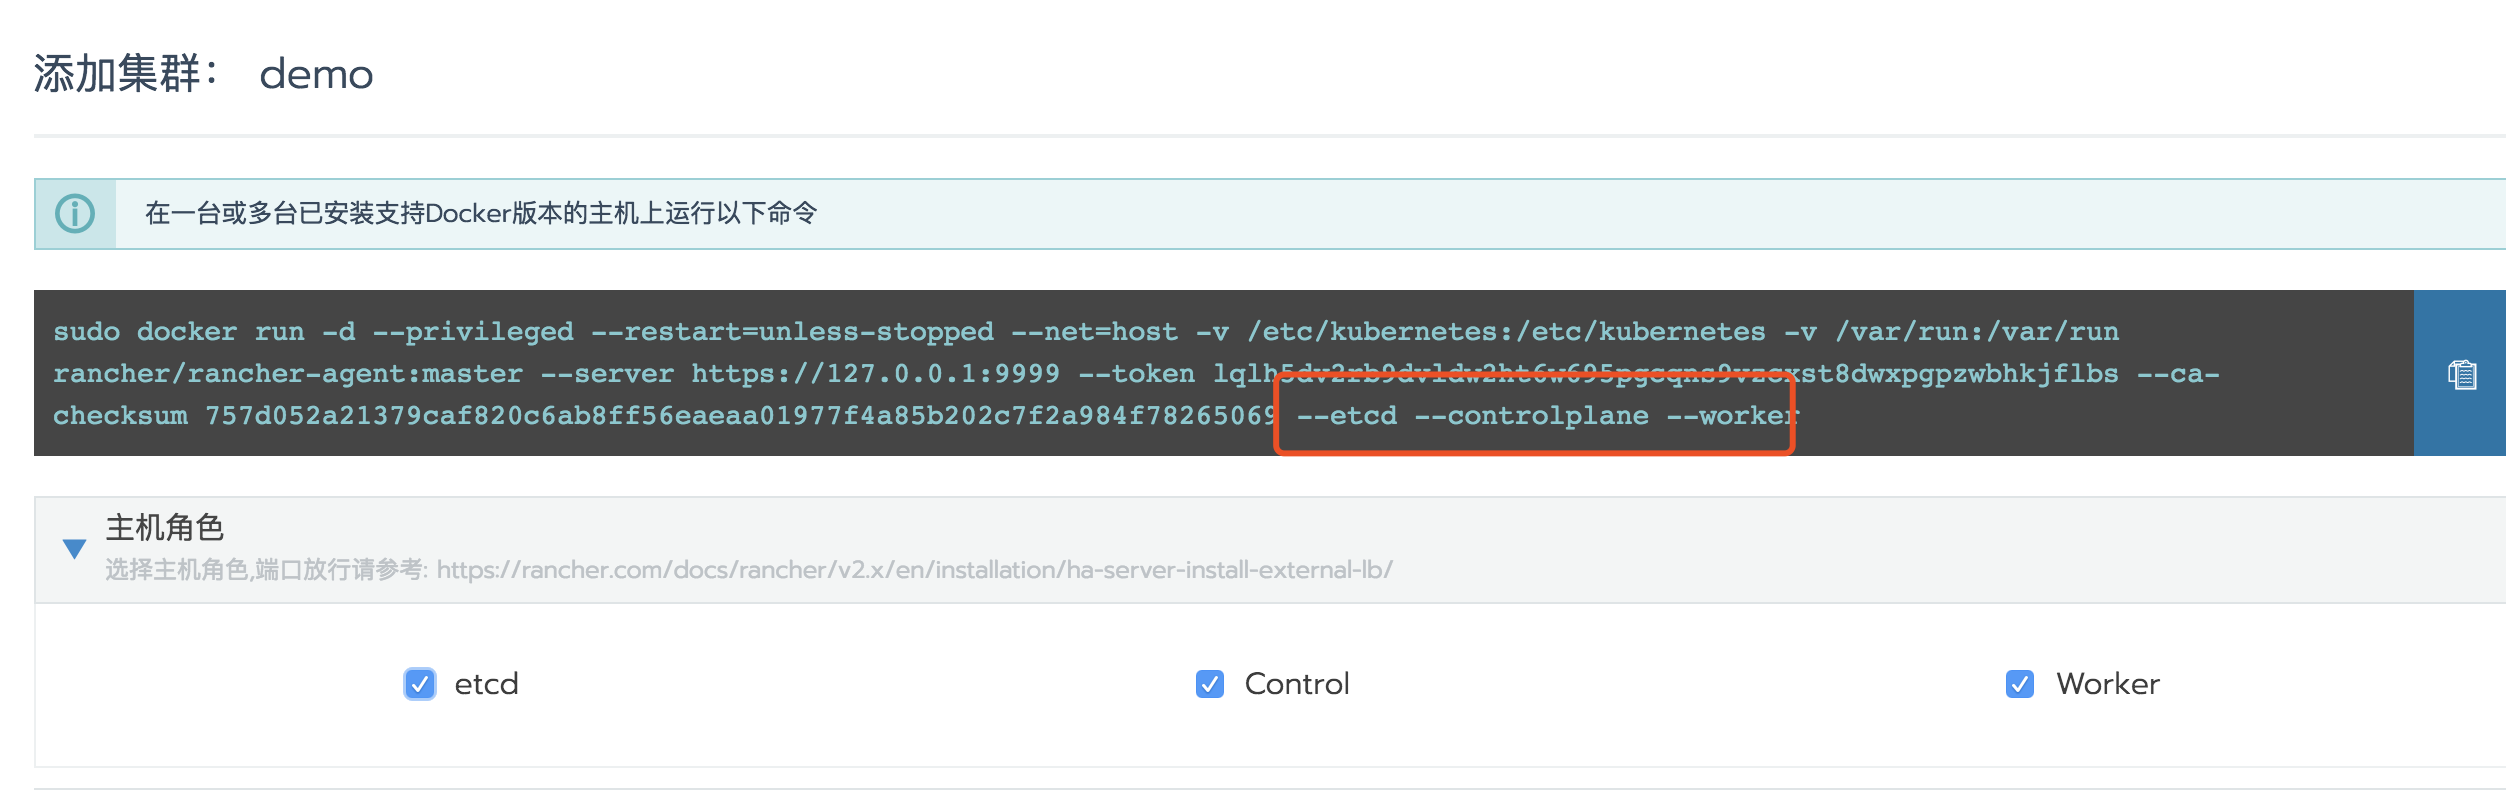 添加集群： demo
在一台或多台已安装支持Docker版本的主机上运行以下命令
sudo docker run -d --privileged --restart=unless-stopped --net=host -v /etc/kubernetes:/etc/kubernetes -v /var/run:/var/run
rancher/rancher-agent:master --server https://127.0.0.1:9999 --token lqlh5dv2rb9dvldw2ht6w695pgcqns9vzcxst8dwxpgpzwbhkjflbs --ca-
checksum 757d052a21379caf820c6ab8ff56eaeaa01977f4a85b202c7f2a984f78265069 --etcd --controlplane --worker
主机角色
选择主机角色,端口放行请参考: https://rancher.com/docs/rancher/v2.x/en/installation/ha-server-install-external-lb/
etcd Control Worker